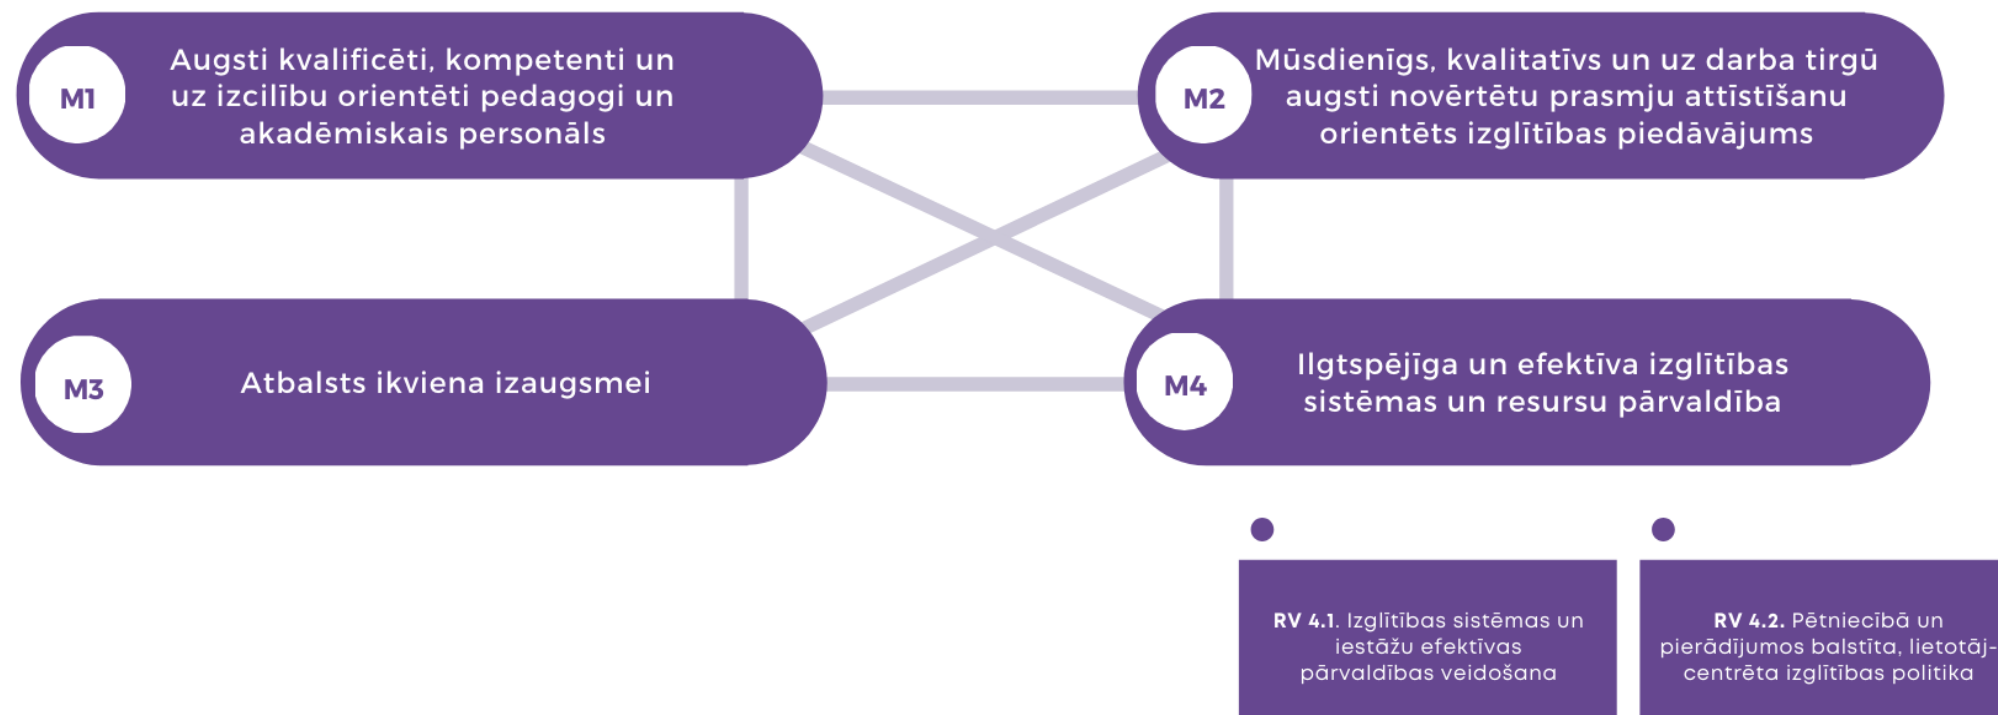 M1
Augsti kvalificēti, kompetenti un
uz izcilību orientēti pedagogi un
akadēmiskais personāls
M2
Mūsdienīgs, kvalitatīvs un uz darba tirgū
augsti novērtētu prasmju attīstīšanu
orientēts izglītības piedāvājums
M3
Atbalsts ikviena izaugsmei
M4
Ilgtspējīga un efektīva izglītības
sistēmas un resursu pārvaldība
RV 4.1. Izglītības sistēmas un
iestāžu efektīvas
pārvaldības veidošana
RV 4.2. Pētniecībā un
pierādījumos balstīta, lietotāj-
centrēta izglītības politika